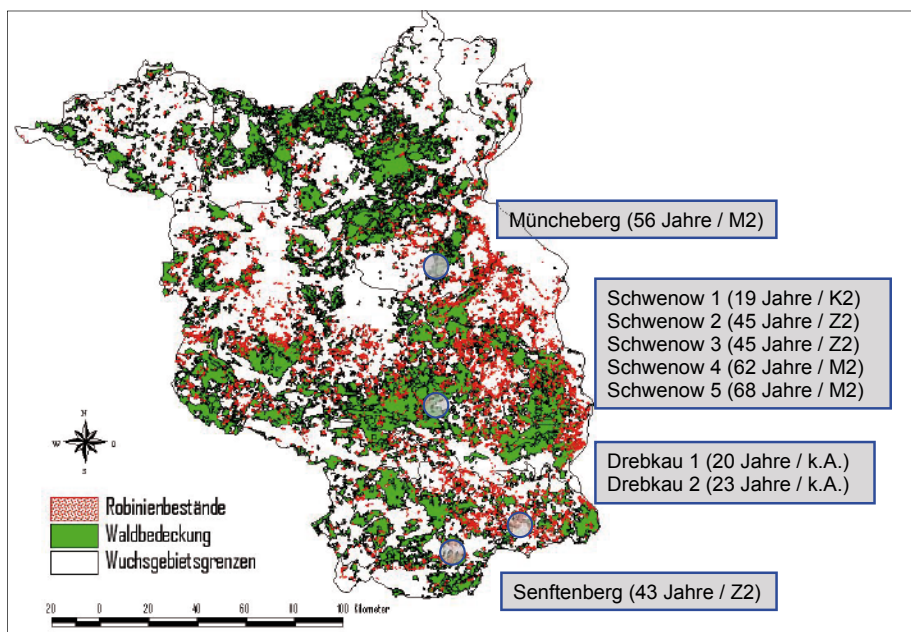 Müncheberg (56 Jahre / M2)
Schwenow 1 (19 Jahre / K2)
Schwenow 2 (45 Jahre / Z2)
Schwenow 3 (45 Jahre / Z2)
Schwenow 4 (62 Jahre / M2)
Schwenow 5 (68 Jahre / M2)
N
W O
S
Drebkau 1 (20 Jahre / k.A.)
Drebkau 2 (23 Jahre / k.A.)
Robinienbestände
Waldbedeckung
Wuchsgebietsgrenzen
Senftenberg (43 Jahre / Z2)
20 0 20 40 60 80 100 Kilometer